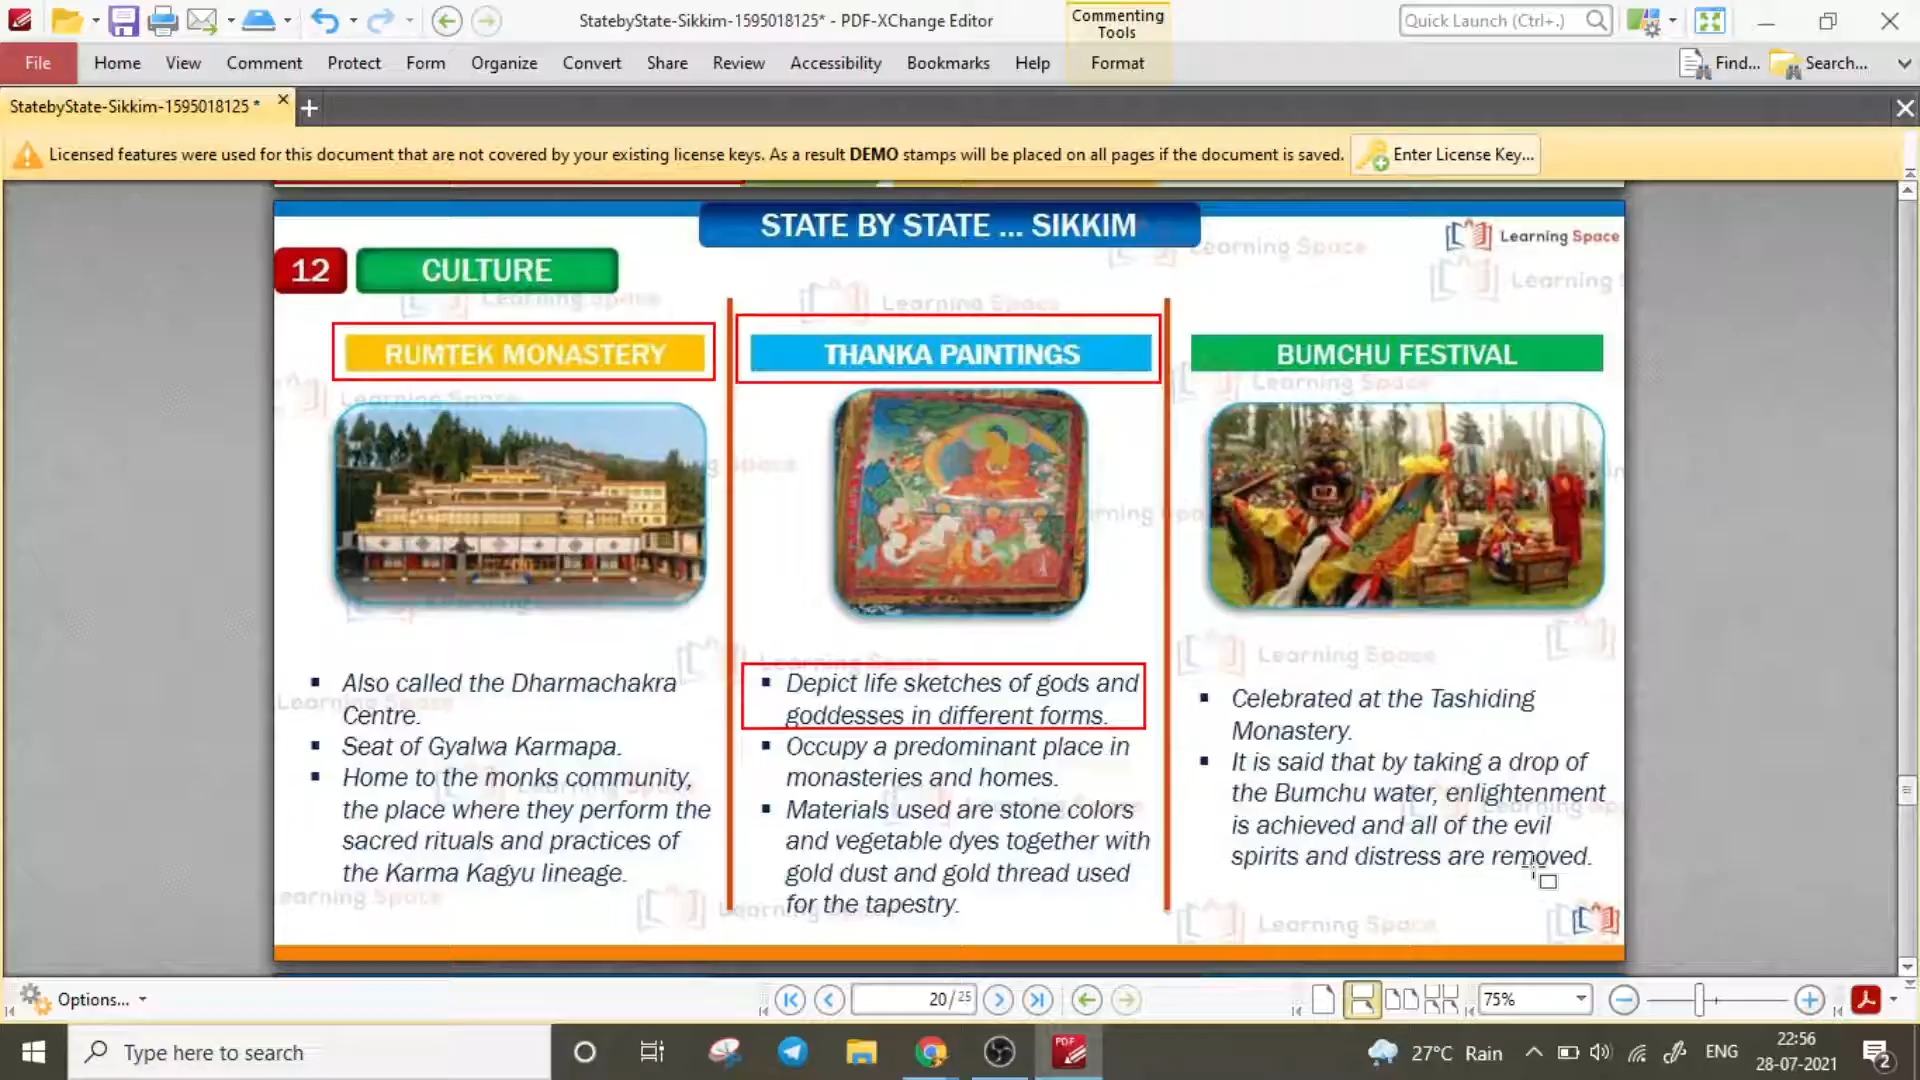 StatebyState-Sikkim-1595018125* - PDF-XChange Editor
Commenting
Tools
Quick Launch (Ctrl+.)
File
Home
View
Comment
Protect
Form
Organize
Convert
Share
Review
Accessibility
Bookmarks
Help
Format
Find...
Search...
StatebyState-Sikkim-1595018125 *
Licensed features were used for this document that are not covered by your existing license keys. As a result DEMO stamps will be placed on all pages if the document is saved.
Enter License Key...
STATE BY STATE ... SIKKIM
Learning Space
12
CULTURE
RUMTEK MONASTERY
▪ Also called the Dharmachakra
Centre.
▪ Seat of Gyalwa Karmapa.
▪ Home to the monks community,
the place where they perform the
sacred rituals and practices of
the Karma Kagyu lineage.
THANKA PAINTINGS
▪ Depict life sketches of gods and
goddesses in different forms.
▪ Occupy a predominant place in
monasteries and homes.
▪ Materials used are stone colors
and vegetable dyes together with
gold dust and gold thread used
for the tapestry.
BUMCHU FESTIVAL
▪ Celebrated at the Tashiding
Monastery.
▪ It is said that by taking a drop of
the Bumchu water, enlightenment
is achieved and all of the evil
spirits and distress are removed.
Options...
20 / 25
75%
Type here to search
PDF
27°C Rain
ENG
22:56
28-07-2021
2